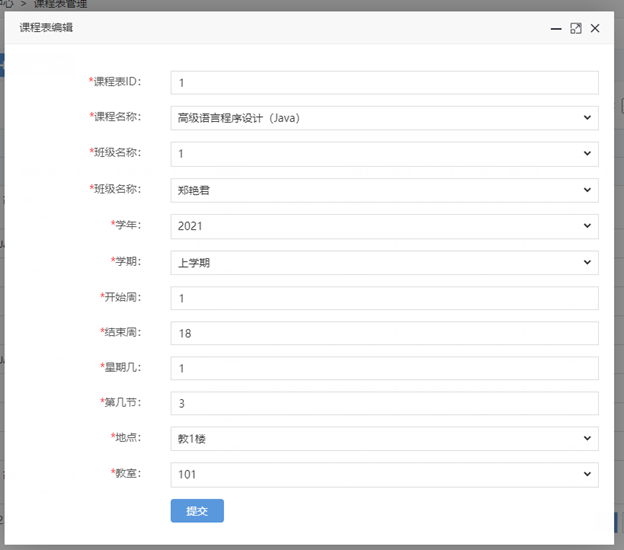 中心 > 课程表管理
课程表编辑
*课程表ID: 1
*课程名称: 高级语言程序设计（Java）
*班级名称: 1
*班级名称: 郑艳君
*学年: 2021
*学期: 上学期
*开始周: 1
*结束周: 18
*星期几: 1
*第几节: 3
*地点: 教1楼
*教室: 101
提交